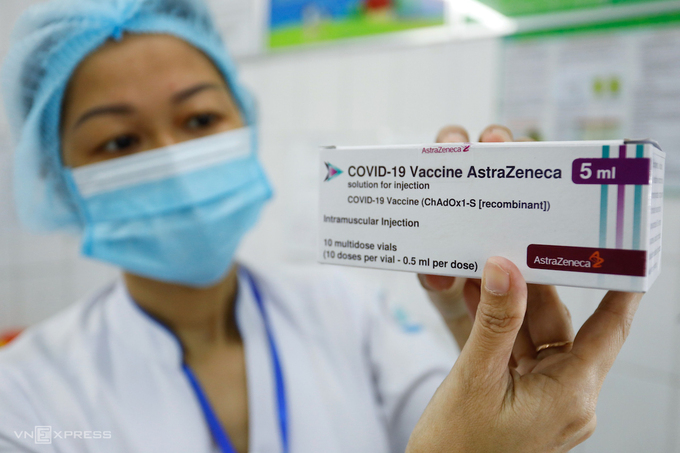 AstraZeneca
COVID-19 Vaccine AstraZeneca
5 ml
solution for injection
COVID-19 Vaccine (ChAdOx1-S [recombinant])
Intramuscular Injection
10 multidose vials
(10 doses per vial - 0.5 ml per dose)
AstraZeneca
VNEXPRESS